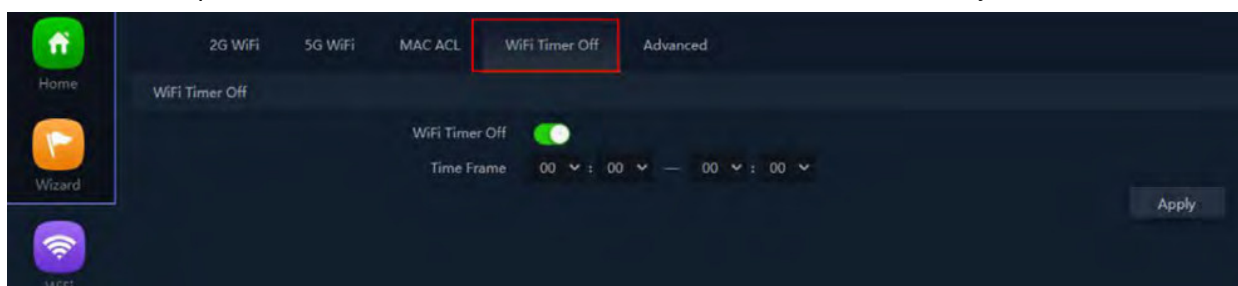 2G WiFi 5G WiFi MAC ACL WiFi Timer Off Advanced
Home
WiFi Timer Off
WiFi Timer Off
Time Frame 00 : 00 — 00 : 00
Wizard
Apply